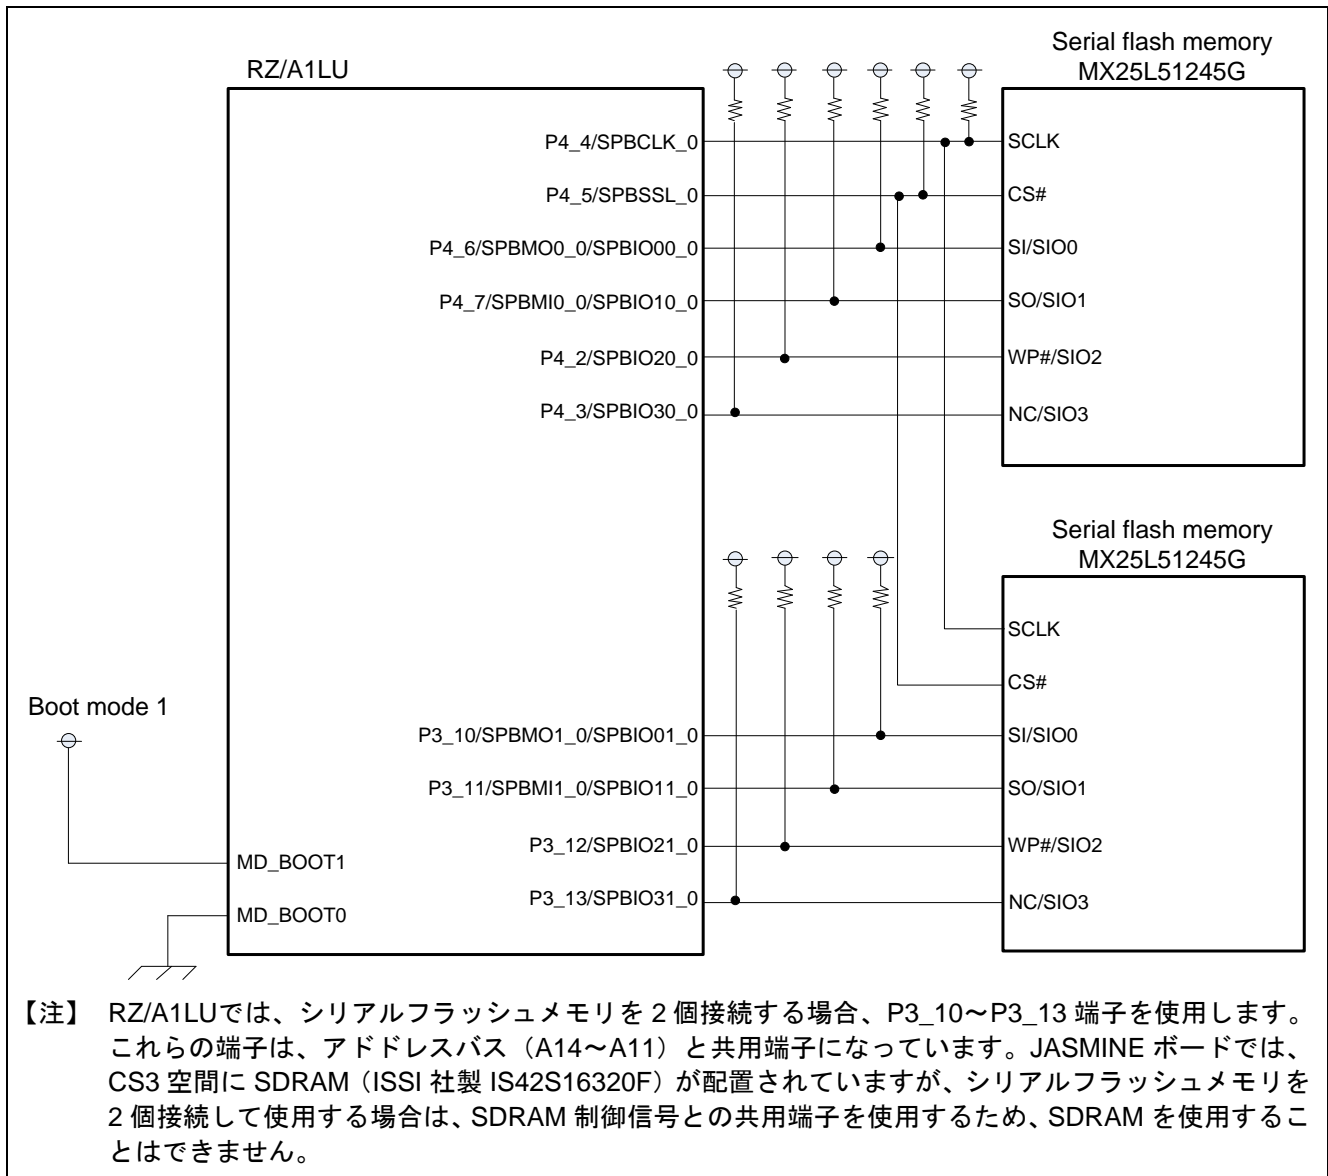 Serial flash memory
MX25L51245G
RZ/A1LU
P4_4/SPBCLK_0
SCLK
P4_5/SPBSSL_0
CS#
P4_6/SPBMO0_0/SPBIO00_0
SI/SIO0
P4_7/SPBMI0_0/SPBIO10_0
SO/SIO1
P4_2/SPBIO20_0
WP#/SIO2
P4_3/SPBIO30_0
NC/SIO3
Serial flash memory
MX25L51245G
SCLK
CS#
Boot mode 1
P3_10/SPBMO1_0/SPBIO01_0
SI/SIO0
P3_11/SPBMI1_0/SPBIO11_0
SO/SIO1
P3_12/SPBIO21_0
WP#/SIO2
MD_BOOT1
P3_13/SPBIO31_0
NC/SIO3
MD_BOOT0
【注】 RZ/A1LUでは、シリアルフラッシュメモリを 2 個接続する場合、P3_10～P3_13 端子を使用します。
これらの端子は、アドドレスバス（A14～A11）と共用端子になっています。JASMINE ボードでは、
CS3 空間に SDRAM（ISSI 社製 IS42S16320F）が配置されていますが、シリアルフラッシュメモリを
2 個接続して使用する場合は、SDRAM 制御信号との共用端子を使用するため、SDRAM を使用するこ
とはできません。